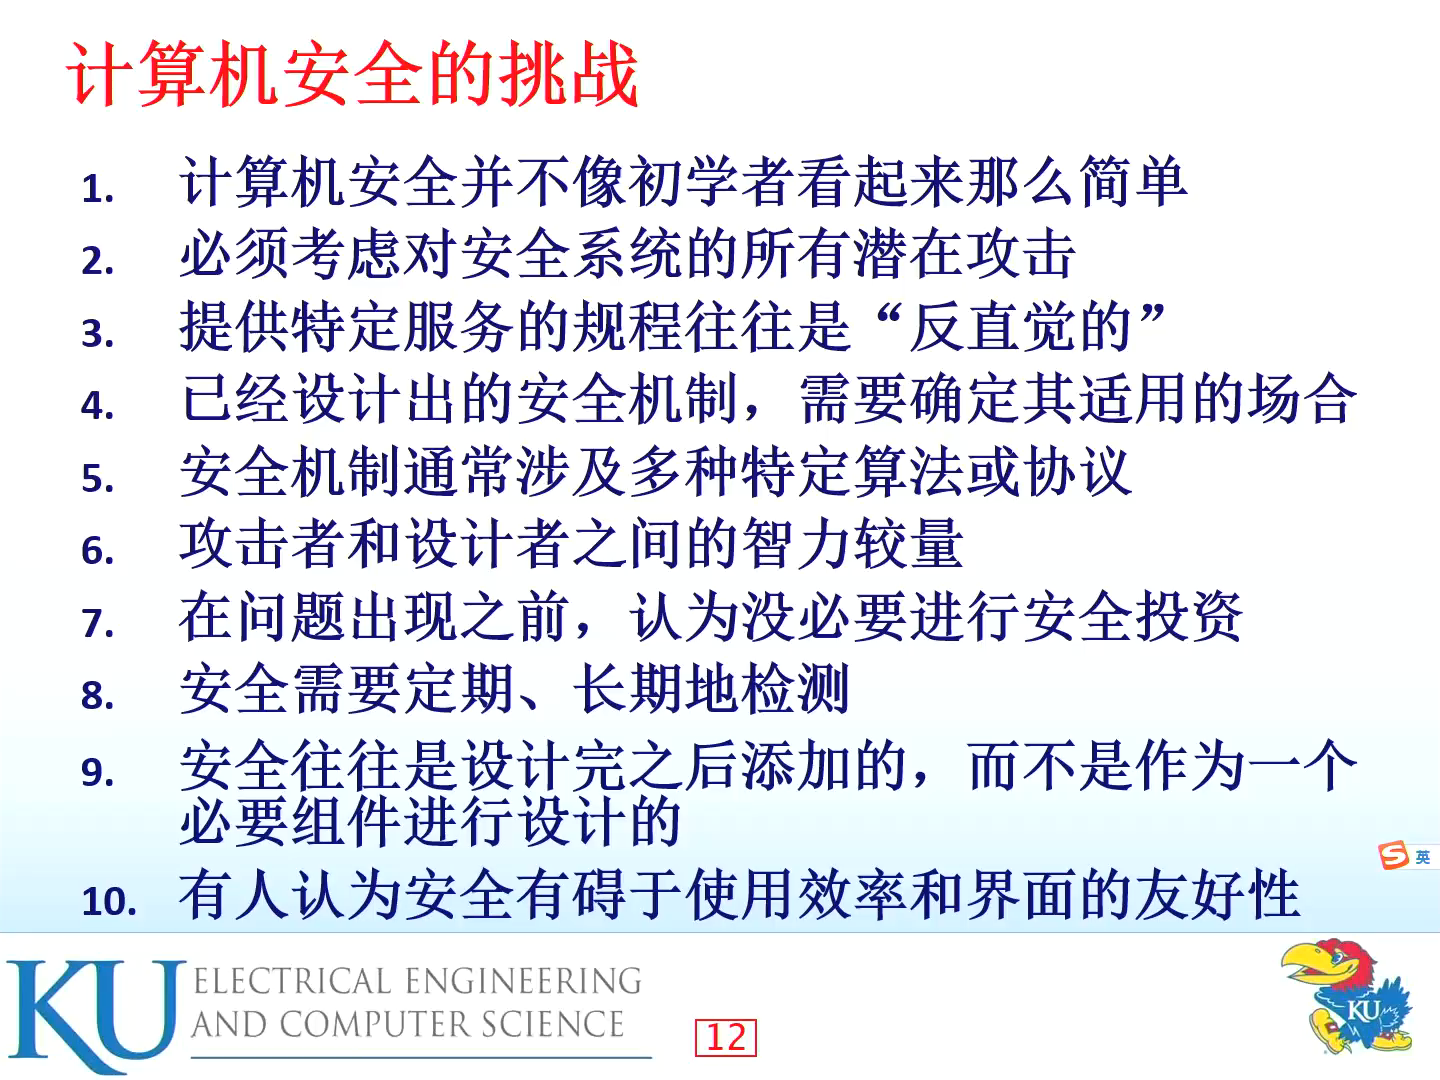 计算机安全的挑战
1. 计算机安全并不像初学者看起来那么简单
2. 必须考虑对安全系统的所有潜在攻击
3. 提供特定服务的规程往往是“反直觉的”
4. 已经设计出的安全机制，需要确定其适用的场合
5. 安全机制通常涉及多种特定算法或协议
6. 攻击者和设计者之间的智力较量
7. 在问题出现之前，认为没必要进行安全投资
8. 安全需要定期、长期地检测
9. 安全往往是设计完之后添加的，而不是作为一个
必要组件进行设计的
英
10. 有人认为安全有碍于使用效率和界面的友好性
KU ELECTRICAL ENGINEERING
AND COMPUTER SCIENCE
12
KU